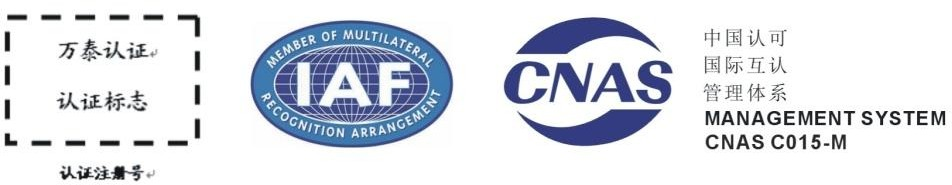 万泰认证
认证标志
认证注册号
MEMBER OF MULTILATERAL
IAF
RECOGNITION ARRANGEMENT
CNAS
中国认可
国际互认
管理体系
MANAGEMENT SYSTEM
CNAS C015-M